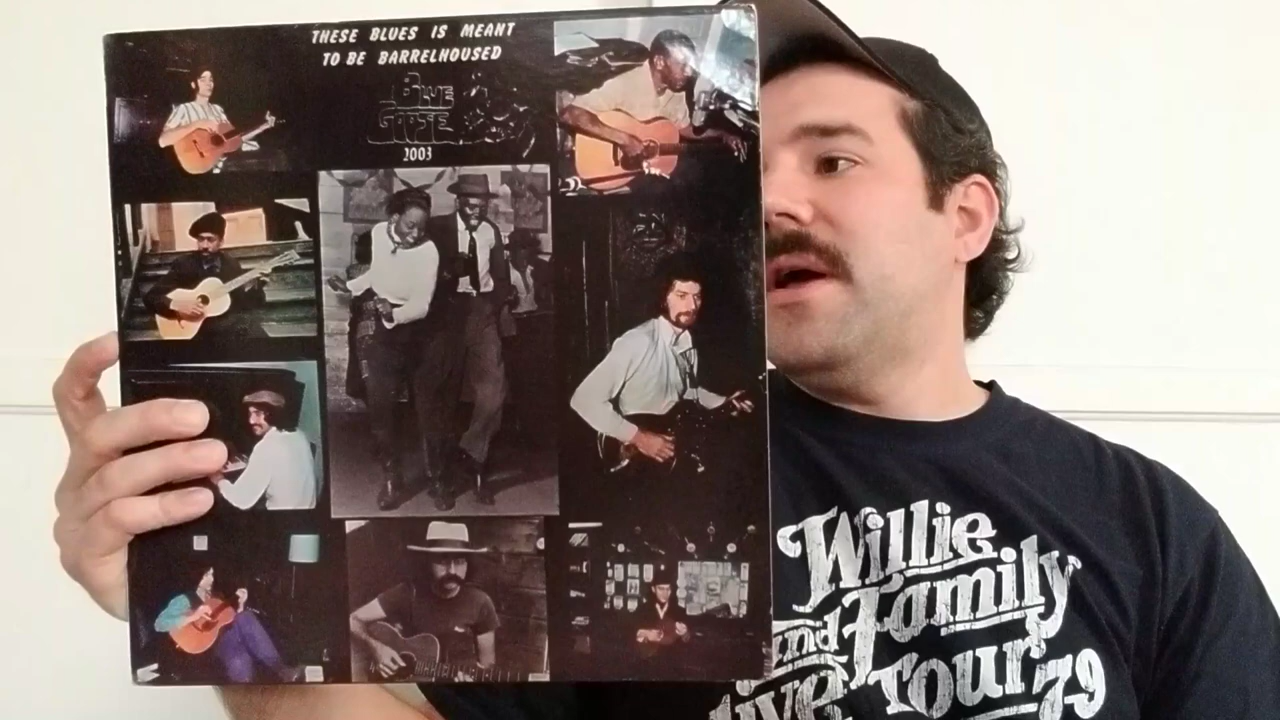 THESE BLUES IS MEANT
TO BE BARRELHOUSED
BLUE
GOOSE
2003
Willie
and Family
Live Tour 79